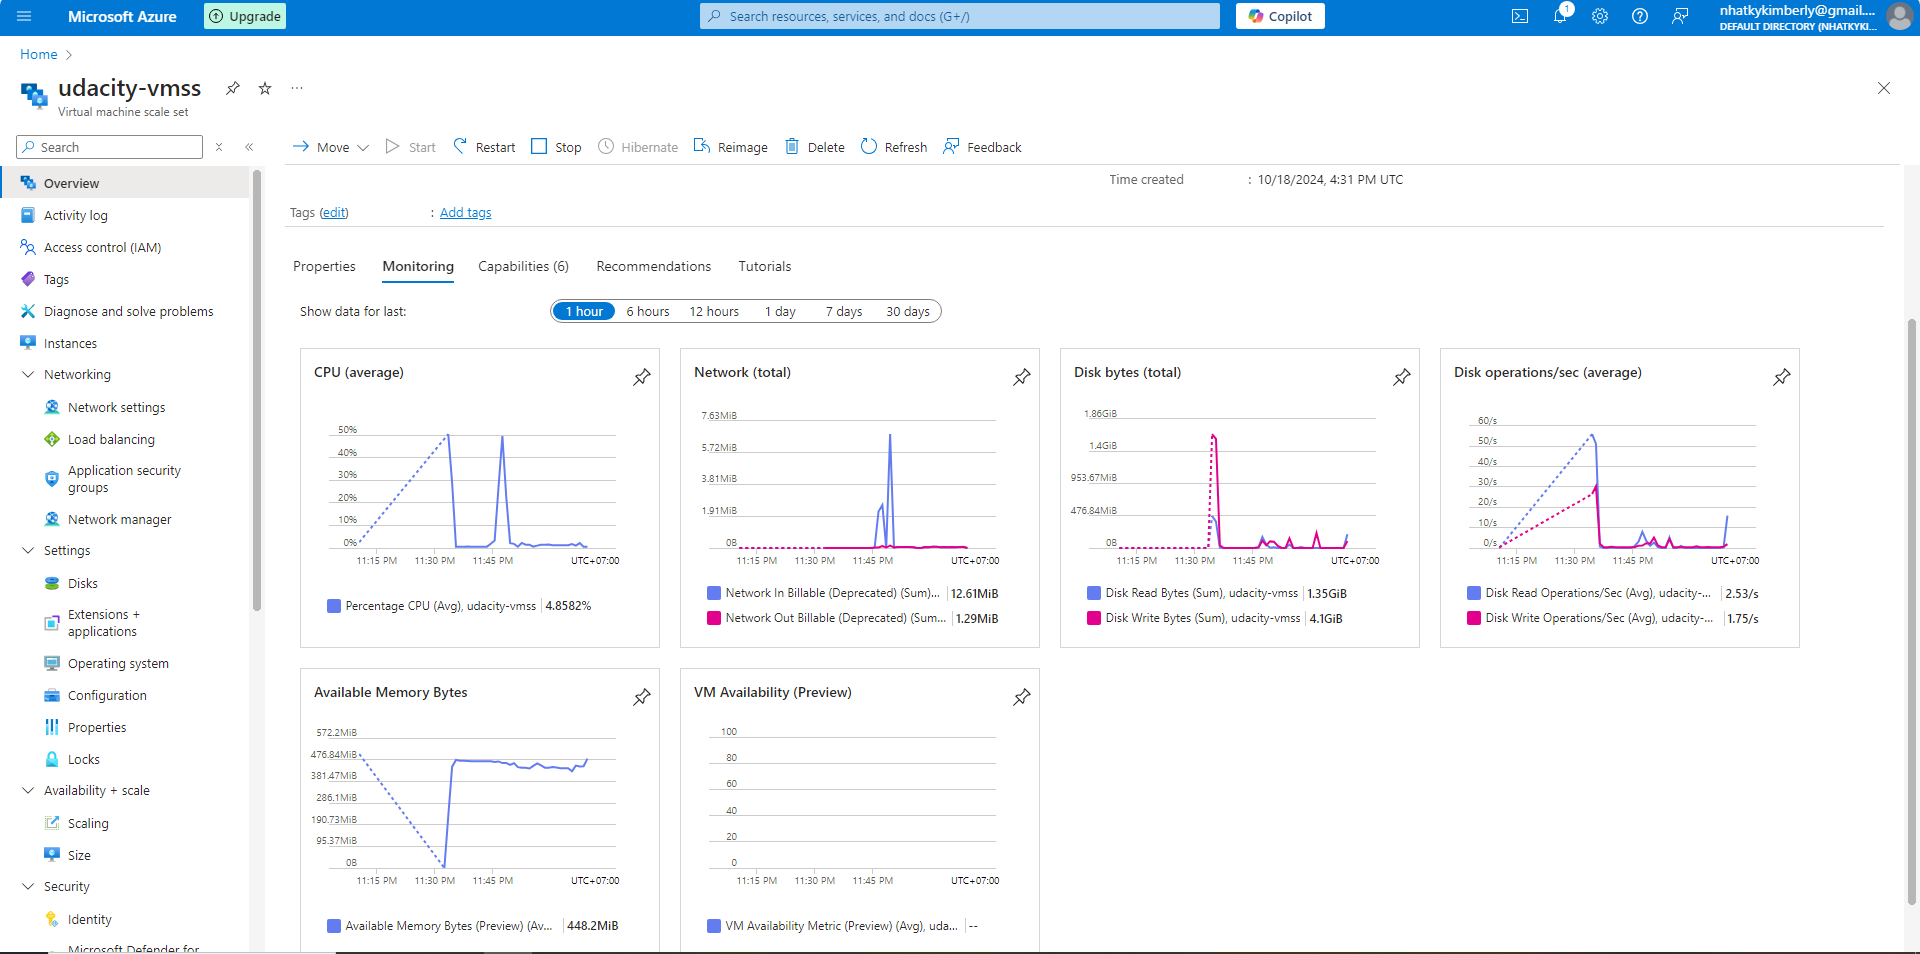 Microsoft Azure
Upgrade
Search resources, services, and docs (G+/)
Copilot
1
nhatkykimberly@gmail....
DEFAULT DIRECTORY (NHATKYKI...
Home
udacity-vmss
...
Virtual machine scale set
Search
Move
Start
Restart
Stop
Hibernate
Reimage
Delete
Refresh
Feedback
Overview
Activity log
Access control (IAM)
Tags
Diagnose and solve problems
Instances
Networking
Network settings
Load balancing
Application security
groups
Network manager
Settings
Disks
Extensions +
applications
Operating system
Configuration
Properties
Locks
Availability + scale
Scaling
Size
Security
Identity
Microsoft Defender for
Time created : 10/18/2024, 4:31 PM UTC
Tags (edit) : Add tags
Properties Monitoring Capabilities (6) Recommendations Tutorials
Show data for last: 1 hour 6 hours 12 hours 1 day 7 days 30 days
CPU (average)
50%
40%
30%
20%
10%
0%
11:15 PM 11:30 PM 11:45 PM UTC+07:00
Percentage CPU (Avg), udacity-vmss 4.8582%
Network (total)
7.63MiB
5.72MiB
3.81MiB
1.91MiB
0B
11:15 PM 11:30 PM 11:45 PM UTC+07:00
Network In Billable (Deprecated) (Sum)... 12.61MiB
Network Out Billable (Deprecated) (Sum... 1.29MiB
Disk bytes (total)
1.86GiB
1.4GiB
953.67MiB
476.84MiB
0B
11:15 PM 11:30 PM 11:45 PM UTC+07:00
Disk Read Bytes (Sum), udacity-vmss 1.35GiB
Disk Write Bytes (Sum), udacity-vmss 4.1GiB
Disk operations/sec (average)
60/s
50/s
40/s
30/s
20/s
10/s
0/s
11:15 PM 11:30 PM 11:45 PM UTC+07:00
Disk Read Operations/Sec (Avg), udacity-... 2.53/s
Disk Write Operations/Sec (Avg), udacity-... 1.75/s
Available Memory Bytes
572.2MiB
476.84MiB
381.47MiB
286.1MiB
190.73MiB
95.37MiB
0B
11:15 PM 11:30 PM 11:45 PM UTC+07:00
Available Memory Bytes (Preview) (Av... 448.2MiB
VM Availability (Preview)
100
80
60
40
20
0
11:15 PM 11:30 PM 11:45 PM UTC+07:00
VM Availability Metric (Preview) (Avg), uda... --